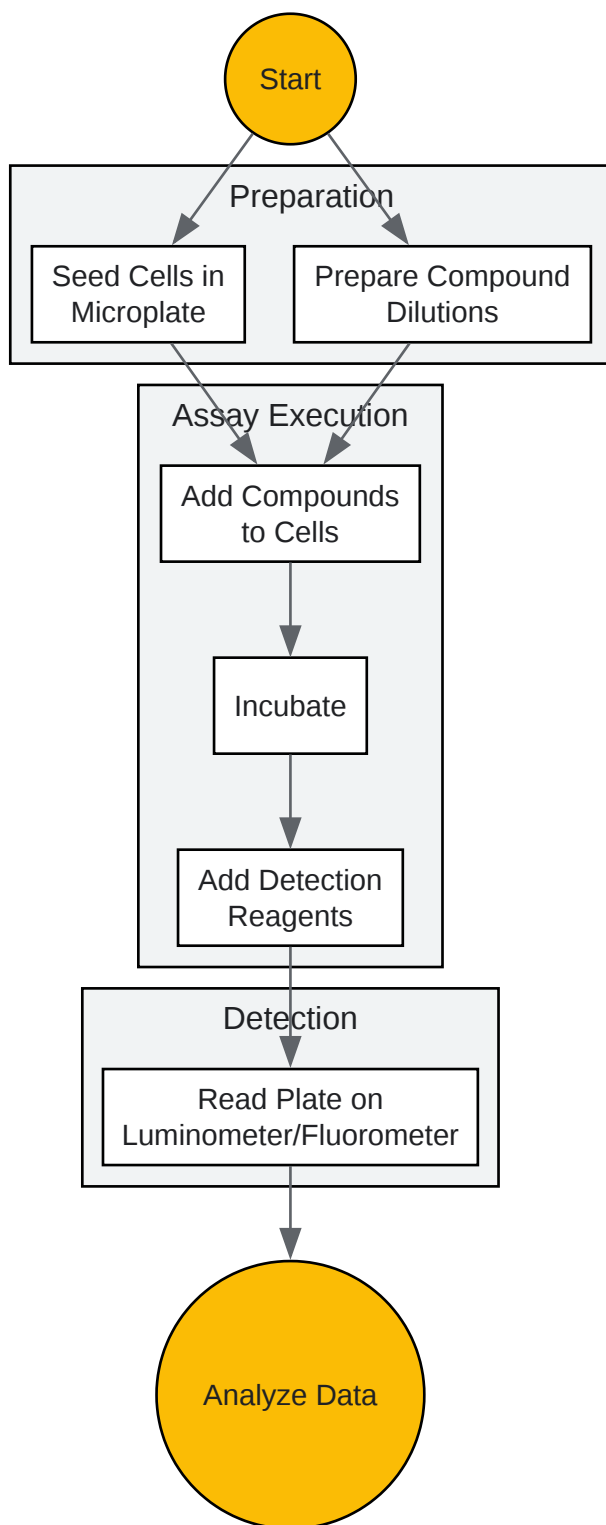 Start
Preparation
Seed Cells in
Microplate
Prepare Compound
Dilutions
Assay Execution
Add Compounds
to Cells
Incubate
Add Detection
Reagents
Detection
Read Plate on
Luminometer/Fluorometer
Analyze Data